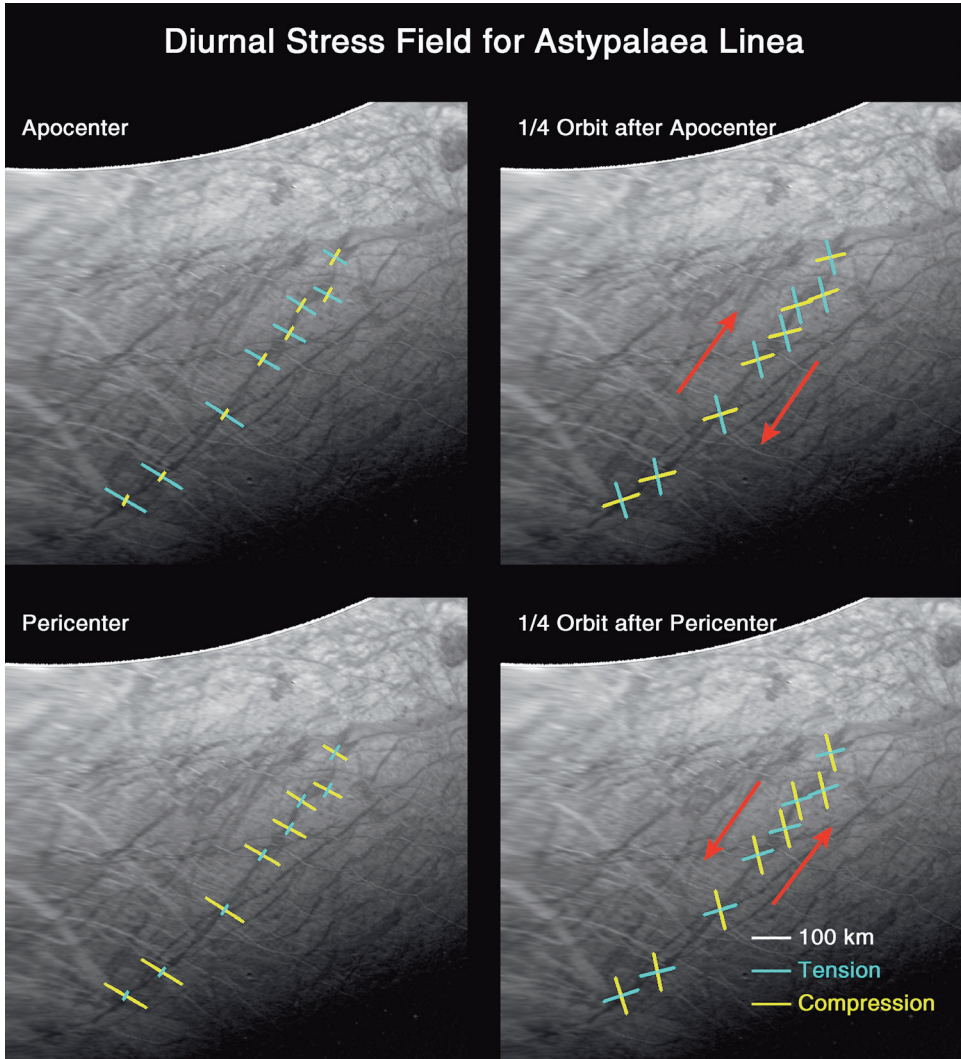 Diurnal Stress Field for Astypalaea Linea
Apocenter
1/4 Orbit after Apocenter
Pericenter
1/4 Orbit after Pericenter
100 km
Tension
Compression